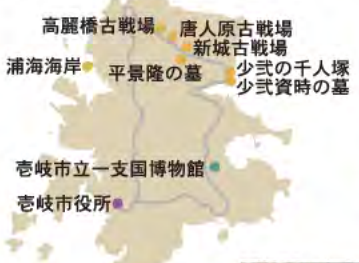 高麗橋古戦場
唐人原古戦場
新城古戦場
浦海海岸
平景隆の墓
少弐の千人塚
少弐資時の墓
壱岐市立一支国博物館
壱岐市役所